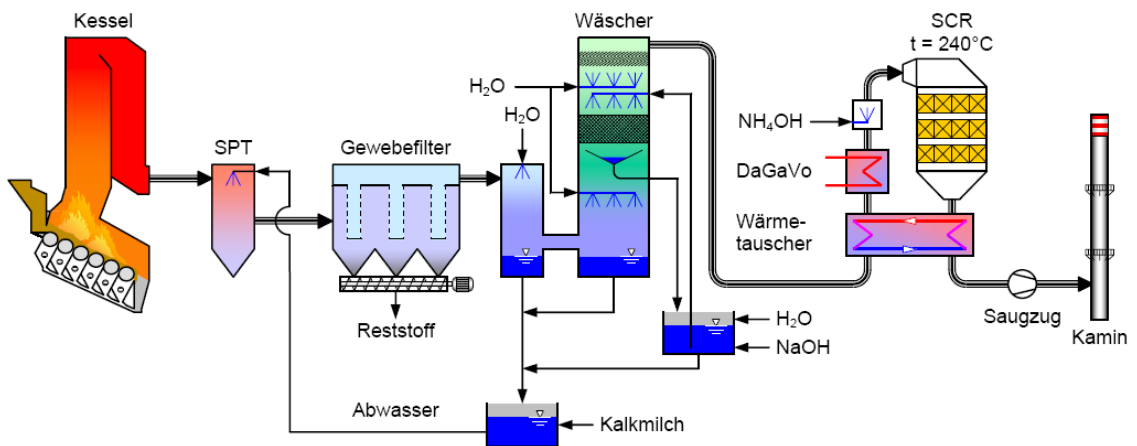 Kessel
Wäscher
SCR
t = 240°C
H₂O
H₂O
NH₄OH
SPT
Gewebefilter
DaGaVo
Wärme-
tauscher
Reststoff
H₂O
NaOH
Saugzug
Kamin
Abwasser
Kalkmilch